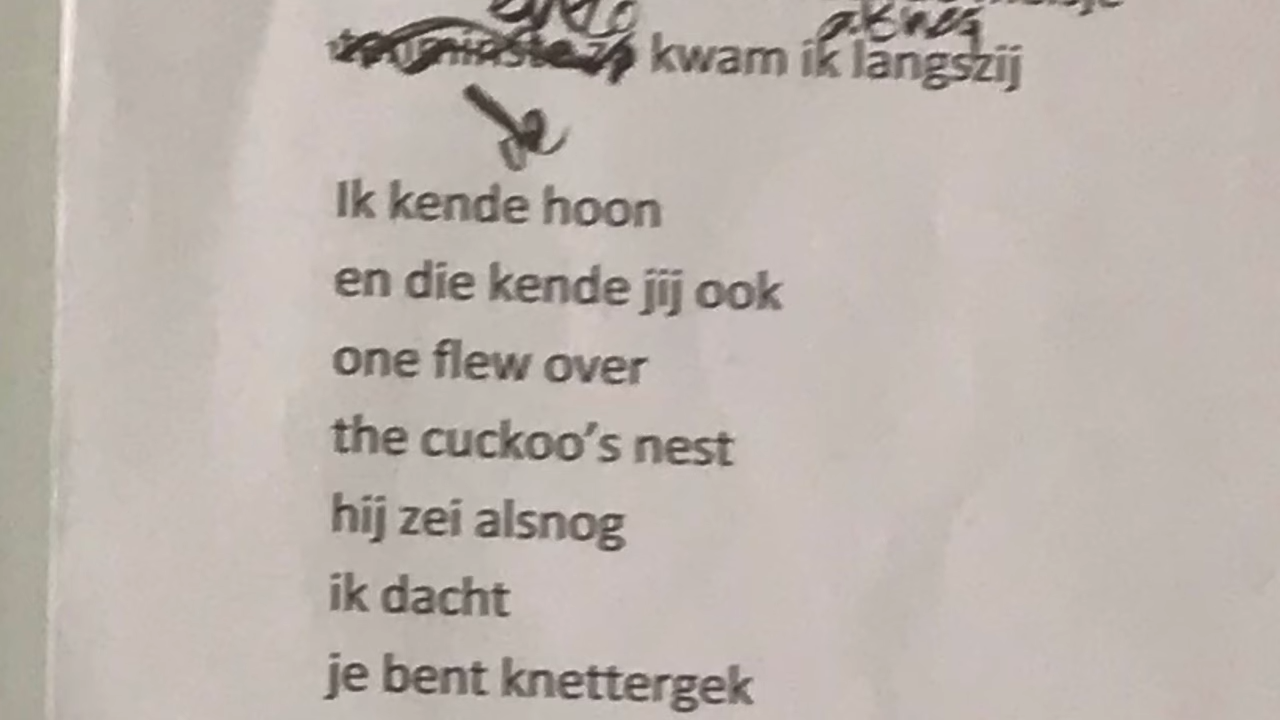 kwam ik langszij
Ik kende hoon
en die kende jij ook
one flew over
the cuckoo’s nest
hij zei alsnog
ik dacht
je bent knettergek